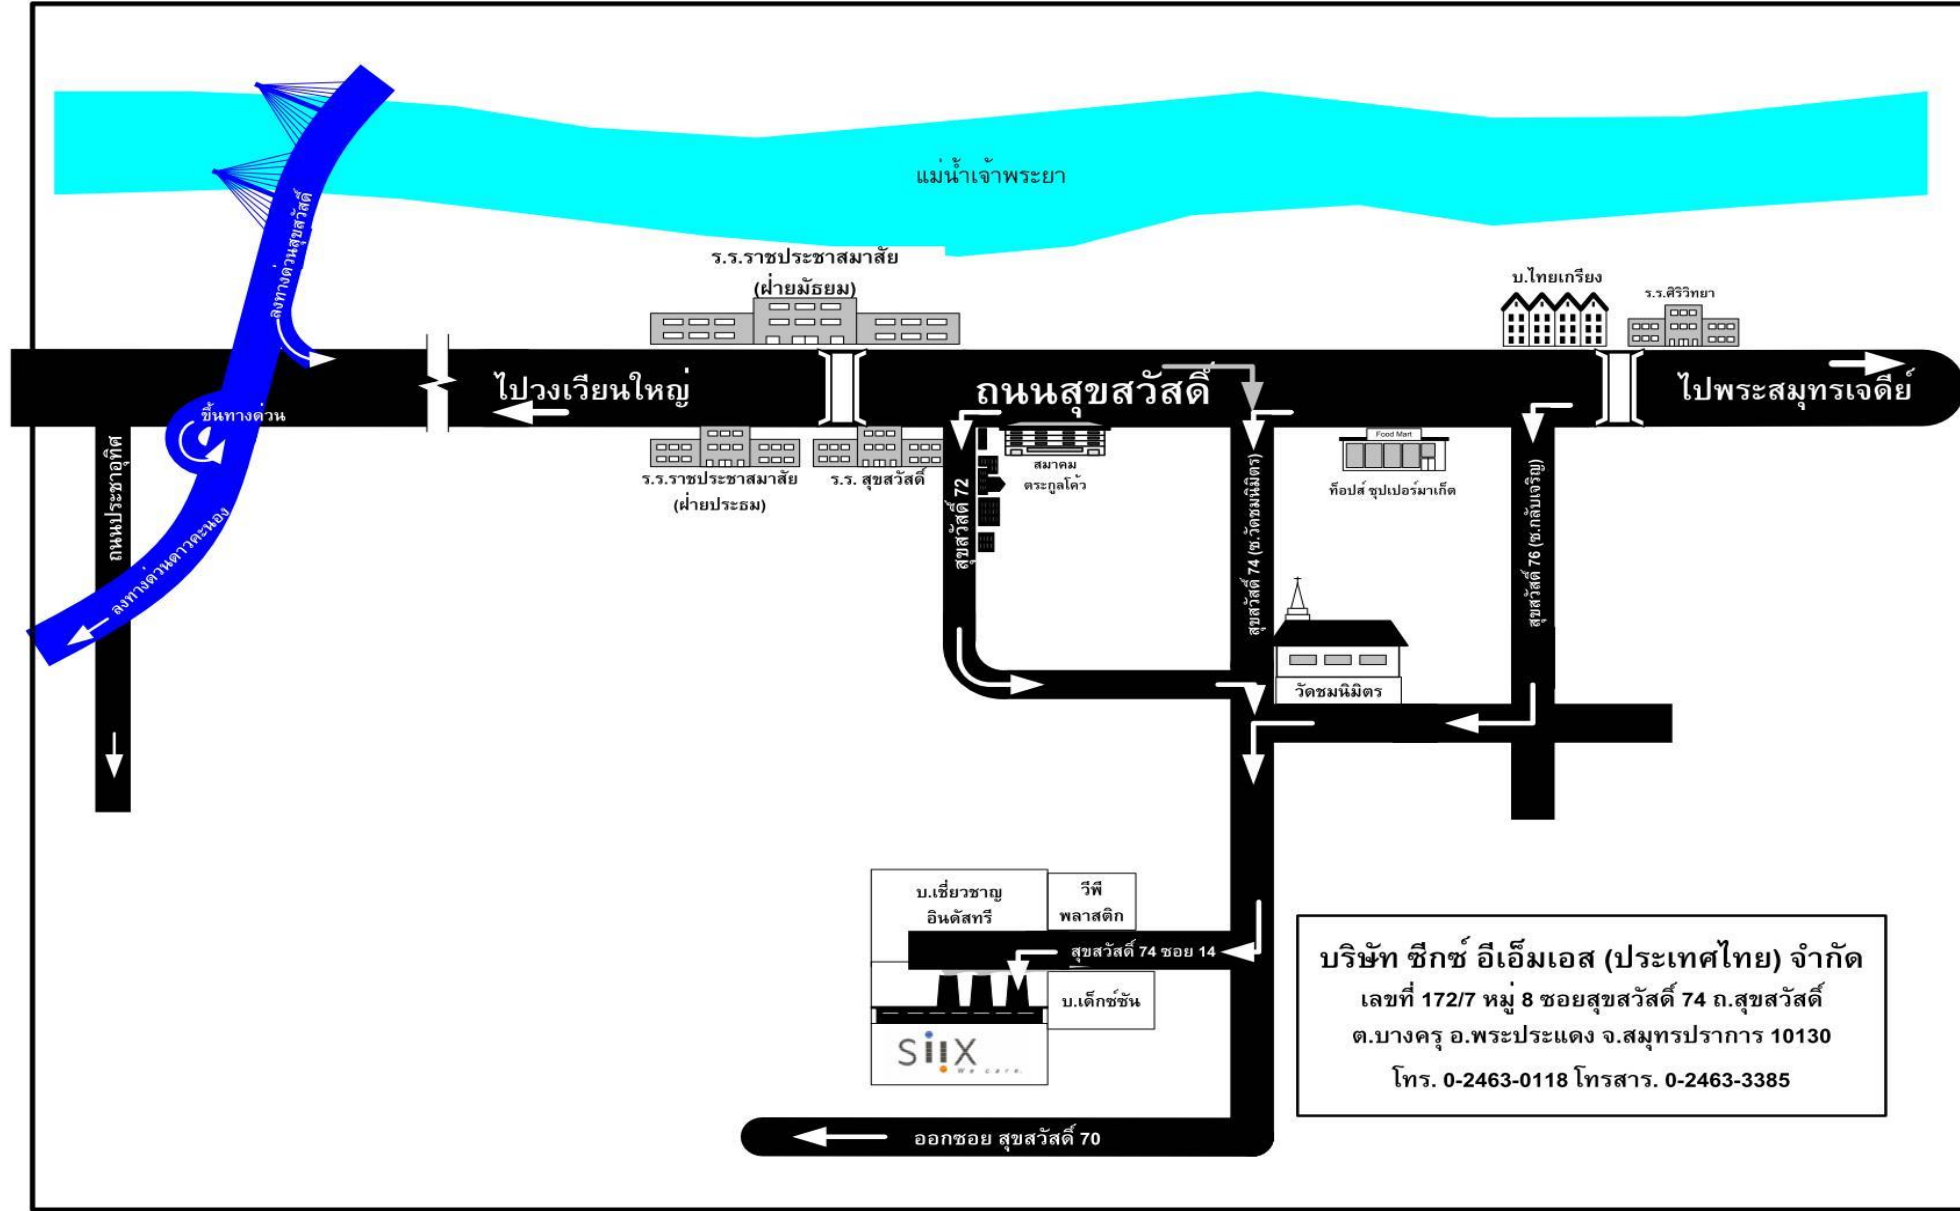 แม่น้ำเจ้าพระยา
ลงทางด่วนสุขสวัสดิ์
ร.ร.ราชประชาสมาสัย
(ฝ่ายมัธยม)
บ.ไทยเกรียง
ร.ร.ศิริวิทยา
ไปวงเวียนใหญ่
ถนนสุขสวัสดิ์
ไปพระสมุทรเจดีย์
ขึ้นทางด่วน
ถนนประชาอุทิศ
ลงทางด่วนดาวคะนอง
ร.ร.ราชประชาสมาสัย
(ฝ่ายประธม)
ร.ร. สุขสวัสดิ์
สุขสวัสดิ์ 72
สมาคม
ตระกูลโค้ว
สุขสวัสดิ์ 74 (ซ.วัดชมนิมิตร)
Food Mart
ท็อปส์ ซุปเปอร์มาเก็ต
สุขสวัสดิ์ 76 (ซ.กลับเจริญ)
วัดชมนิมิตร
บ.เชี่ยวชาญ
อินดัสทรี
วีพี
พลาสติก
สุขสวัสดิ์ 74 ซอย 14
บ.เด็กซ์ซัน
SiiX
We care.
ออกซอย สุขสวัสดิ์ 70
บริษัท ซีกซ์ อีเอ็มเอส (ประเทศไทย) จำกัด
เลขที่ 172/7 หมู่ 8 ซอยสุขสวัสดิ์ 74 ถ.สุขสวัสดิ์
ต.บางครุ อ.พระประแดง จ.สมุทรปราการ 10130
โทร. 0-2463-0118 โทรสาร. 0-2463-3385